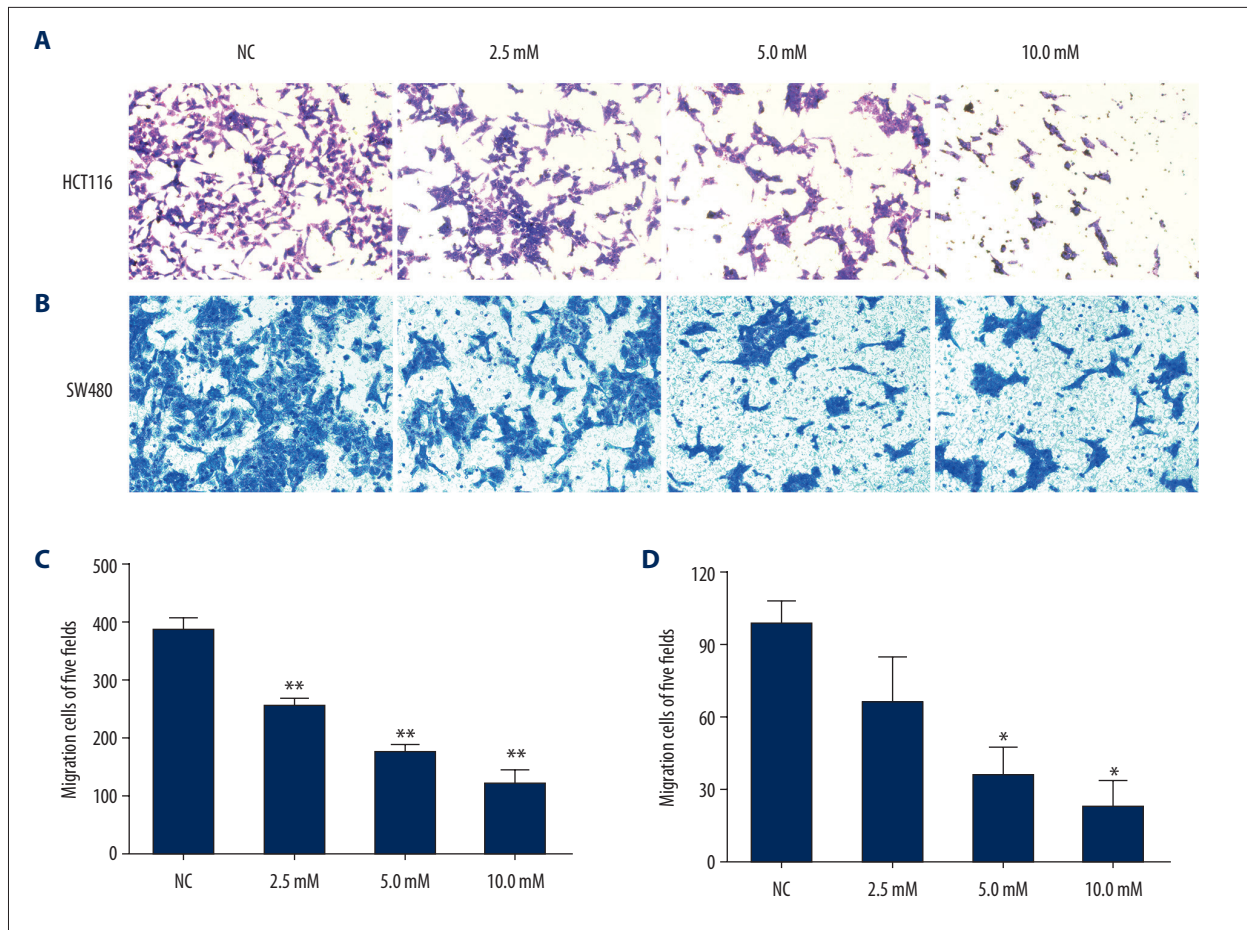 A
NC 2.5 mM 5.0 mM 10.0 mM
HCT116
B
SW480
C
Migration cells of five fields
500
400
300
200
100
0
**
**
**
NC 2.5 mM 5.0 mM 10.0 mM
D
Migration cells of five fields
120
90
60
30
0
*
*
NC 2.5 mM 5.0 mM 10.0 mM